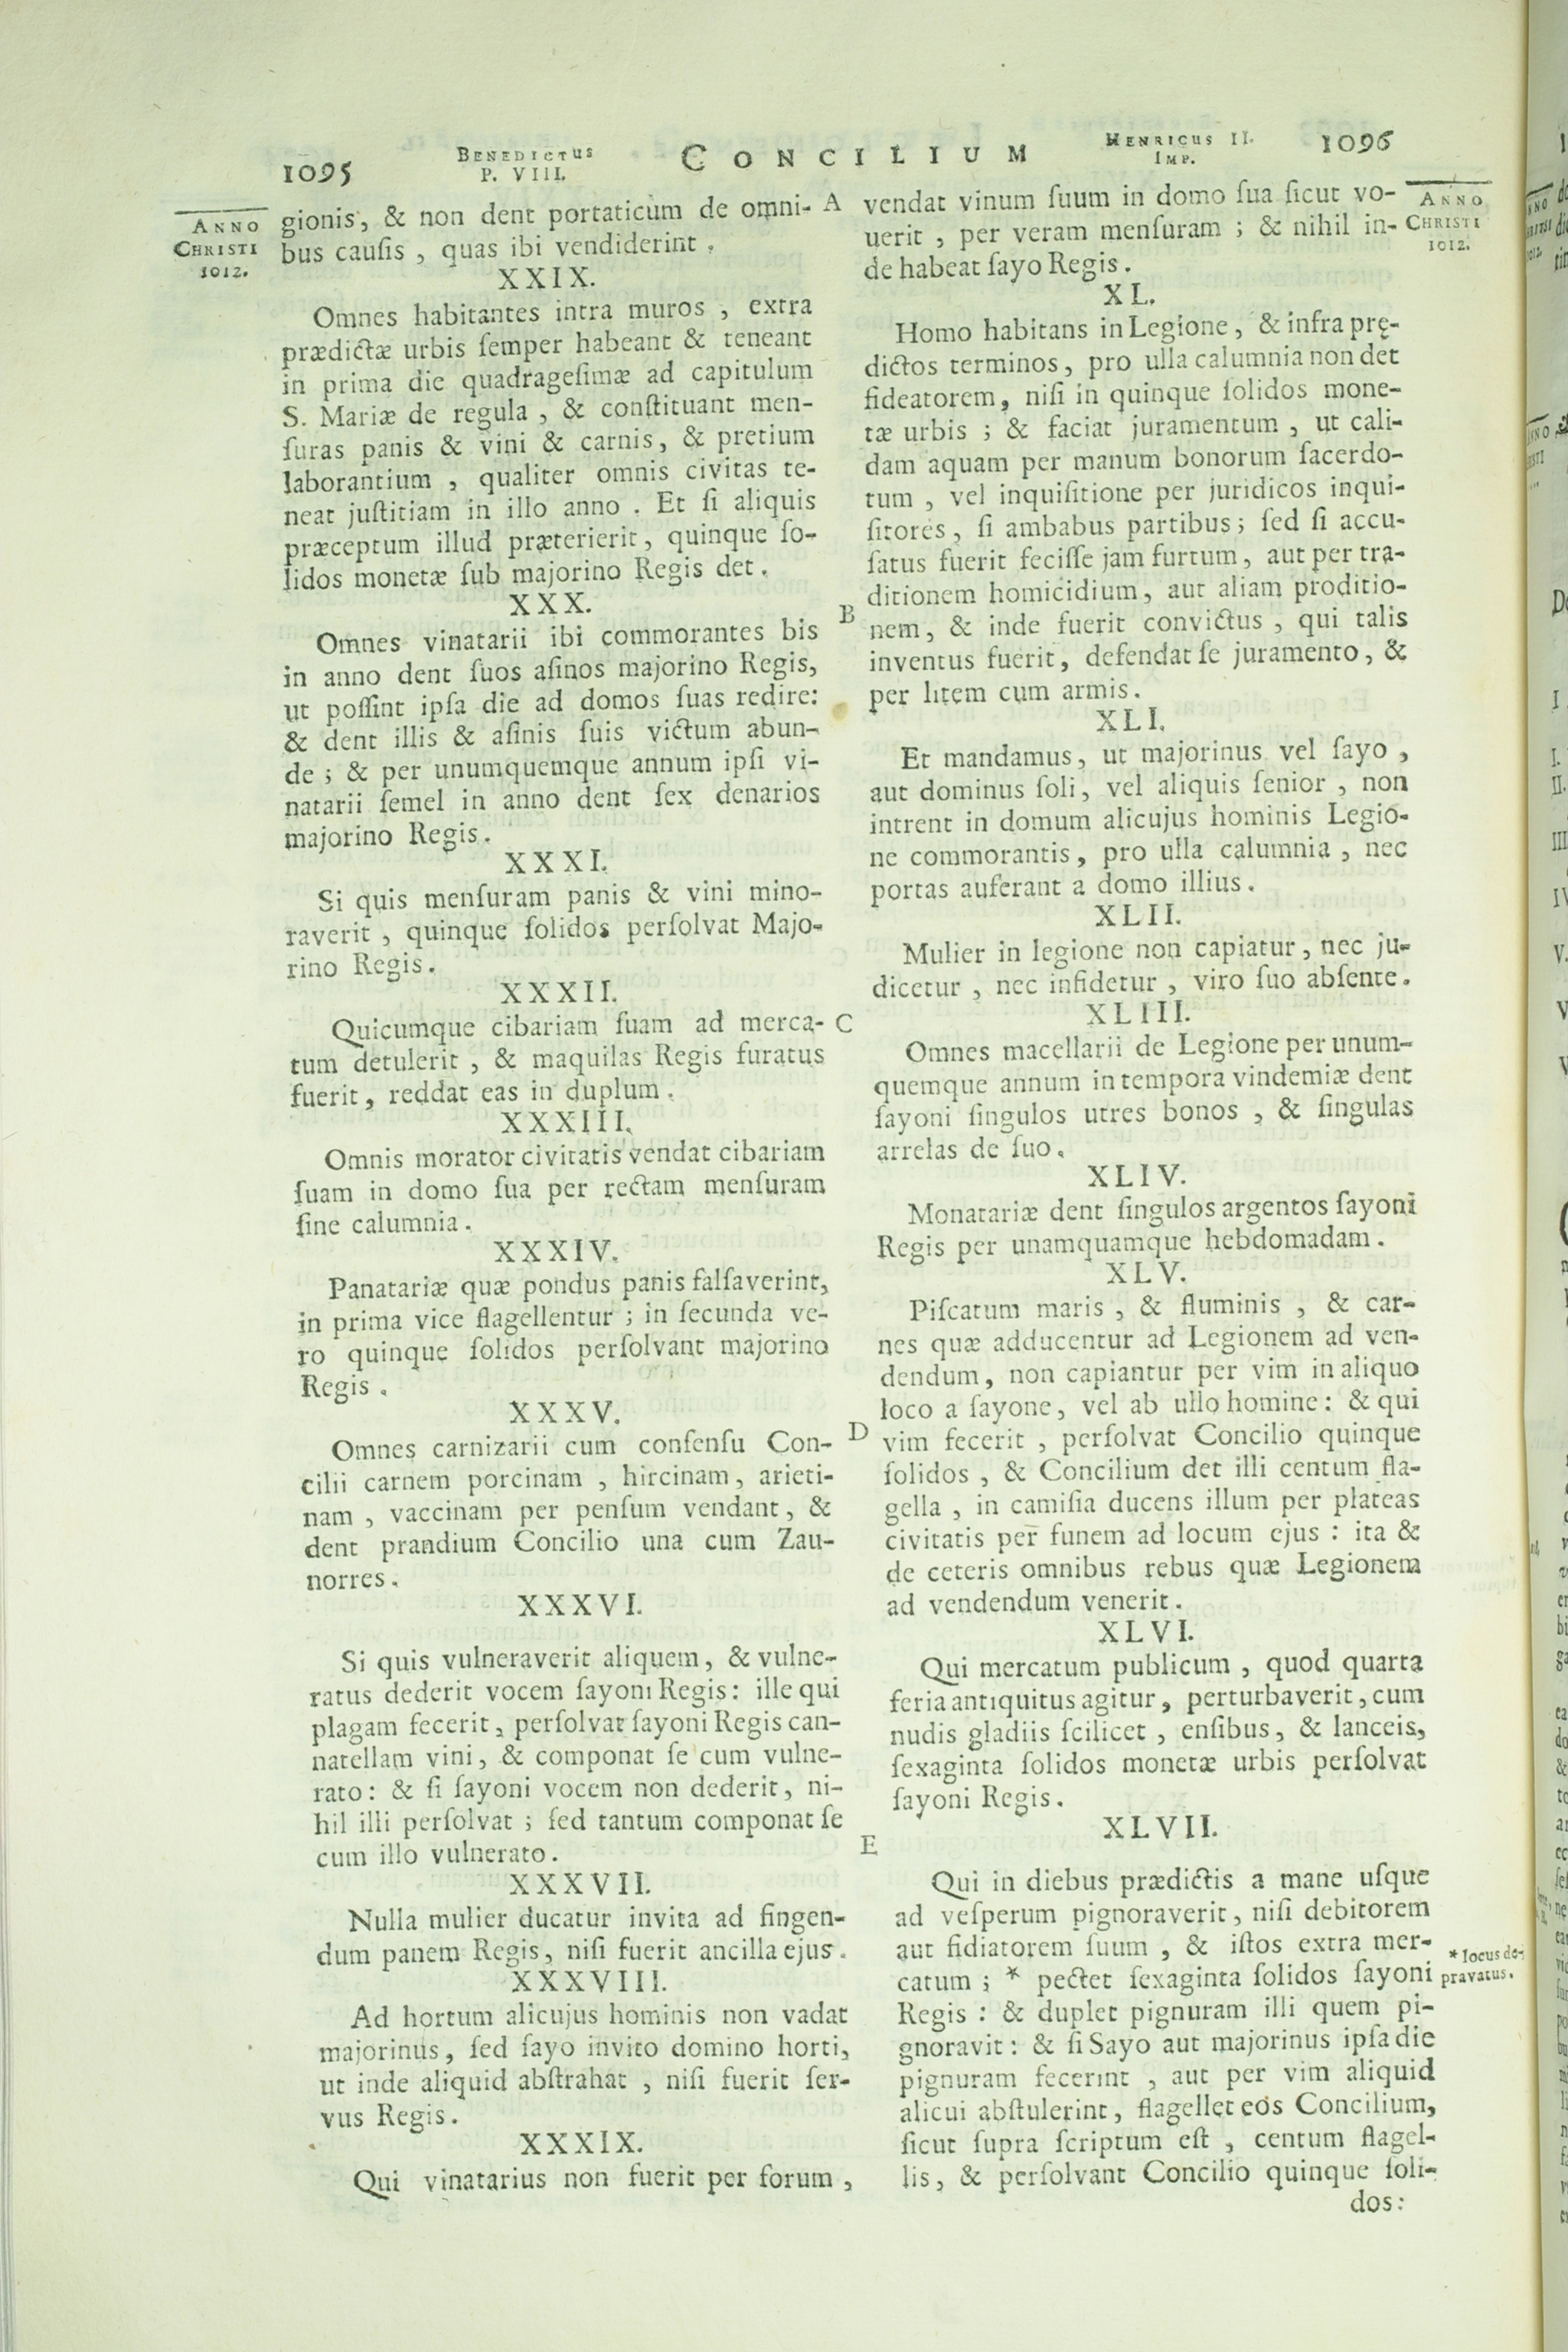 1095 BENEDICTUS P. VIII. CONCILIUM HENRICUS II. IMP. 1096
ANNO
CHRISTI
1012.
gionis, & non dent portaticum de omni-
bus cauſis, quas ibi vendiderint.
XXIX.
Omnes habitantes intra muros, extra
prædictæ urbis ſemper habeant & teneant
in prima die quadrageſimæ ad capitulum
S. Mariæ de regula, & conſtituant men-
ſuras panis & vini & carnis, & pretium
laborantium, qualiter omnis civitas te-
neat juſtitiam in illo anno. Et ſi aliquis
præceptum illud præterierit, quinque ſo-
lidos monetæ ſub majorino Regis det.
XXX.
Omnes vinatarii ibi commorantes bis
in anno dent ſuos aſinos majorino Regis,
ut poſſint ipſa die ad domos ſuas redire:
& dent illis & aſinis ſuis victum abun-
de; & per unumquemque annum ipſi vi-
natarii ſemel in anno dent ſex denarios
majorino Regis.
XXXI.
Si quis menſuram panis & vini mino-
raverit, quinque ſolidos perſolvat Majo-
rino Regis.
XXXII.
Quicumque cibariam ſuam ad merca-
tum detulerit, & maquilas Regis furatus
fuerit, reddat eas in duplum.
XXXIII.
Omnis morator civitatis vendat cibariam
ſuam in domo ſua per rectam menſuram
ſine calumnia.
XXXIV.
Panatariæ quæ pondus panis falſaverint,
in prima vice flagellentur; in ſecunda ve-
ro quinque ſolidos perſolvant majorino
Regis.
XXXV.
Omnes carnizarii cum conſenſu Con-
cilii carnem porcinam, hircinam, arieti-
nam, vaccinam per penſum vendant, &
dent prandium Concilio una cum Zau-
norres.
XXXVI.
Si quis vulneraverit aliquem, & vulne-
ratus dederit vocem ſayoni Regis: ille qui
plagam fecerit, perſolvat ſayoni Regis can-
natellam vini, & componat ſe cum vulne-
rato: & ſi ſayoni vocem non dederit, ni-
hil illi perſolvat; ſed tantum componat ſe
cum illo vulnerato.
XXXVII.
Nulla mulier ducatur invita ad fingen-
dum panem Regis, niſi fuerit ancilla ejus.
XXXVIII.
Ad hortum alicujus hominis non vadat
majorinus, ſed ſayo invito domino horti,
ut inde aliquid abſtrahat, niſi fuerit ſer-
vus Regis.
XXXIX.
Qui vinatarius non fuerit per forum,
A
B
C
D
E
vendat vinum ſuum in domo ſua ſicut vo-
uerit, per veram menſuram; & nihil in-
de habeat ſayo Regis.
XL.
Homo habitans in Legione, & infra prę-
dictos terminos, pro ulla calumnia non det
fideatorem, niſi in quinque ſolidos mone-
tæ urbis; & faciat juramentum, ut cali-
dam aquam per manum bonorum ſacerdo-
tum, vel inquiſitione per juridicos inqui-
ſitores, ſi ambabus partibus; ſed ſi accu-
ſatus fuerit feciſſe jam furtum, aut per tra-
ditionem homicidium, aut aliam proditio-
nem, & inde fuerit convictus, qui talis
inventus fuerit, defendat ſe juramento, &
per litem cum armis.
XLI.
Et mandamus, ut majorinus vel ſayo,
aut dominus ſoli, vel aliquis ſenior, non
intrent in domum alicujus hominis Legio-
ne commorantis, pro ulla calumnia, nec
portas auferant a domo illius.
XLII.
Mulier in legione non capiatur, nec ju-
dicetur, nec infidetur, viro ſuo abſente.
XLIII.
Omnes macellarii de Legione per unum-
quemque annum in tempora vindemiæ dent
ſayoni ſingulos utres bonos, & ſingulas
arrelas de ſuo.
XLIV.
Monatariæ dent ſingulos argentos ſayoni
Regis per unamquamque hebdomadam.
XLV.
Piſcatum maris, & fluminis, & car-
nes quæ adducentur ad Legionem ad ven-
dendum, non capiantur per vim in aliquo
loco a ſayone, vel ab ullo homine: & qui
vim fecerit, perſolvat Concilio quinque
ſolidos, & Concilium det illi centum fla-
gella, in camiſia ducens illum per plateas
civitatis per funem ad locum ejus: ita &
de ceteris omnibus rebus quæ Legionem
ad vendendum venerit.
XLVI.
Qui mercatum publicum, quod quarta
feria antiquitus agitur, perturbaverit, cum
nudis gladiis ſcilicet, enſibus, & lanceis,
ſexaginta ſolidos monetæ urbis perſolvat
ſayoni Regis.
XLVII.
Qui in diebus prædictis a mane uſque
ad veſperum pignoraverit, niſi debitorem
aut fidiatorem ſuum, & iſtos extra mer-
catum; * pectet ſexaginta ſolidos ſayoni
Regis: & duplet pignuram illi quem pi-
gnoravit: & ſi Sayo aut majorinus ipſa die
pignuram fecerint, aut per vim aliquid
alicui abſtulerint, flagellet eos Concilium,
ſicut ſupra ſcriptum eſt, centum flagel-
lis, & perſolvant Concilio quinque ſoli-
dos:
ANNO
CHRISTI
1012.
* locus de-
pravatus.